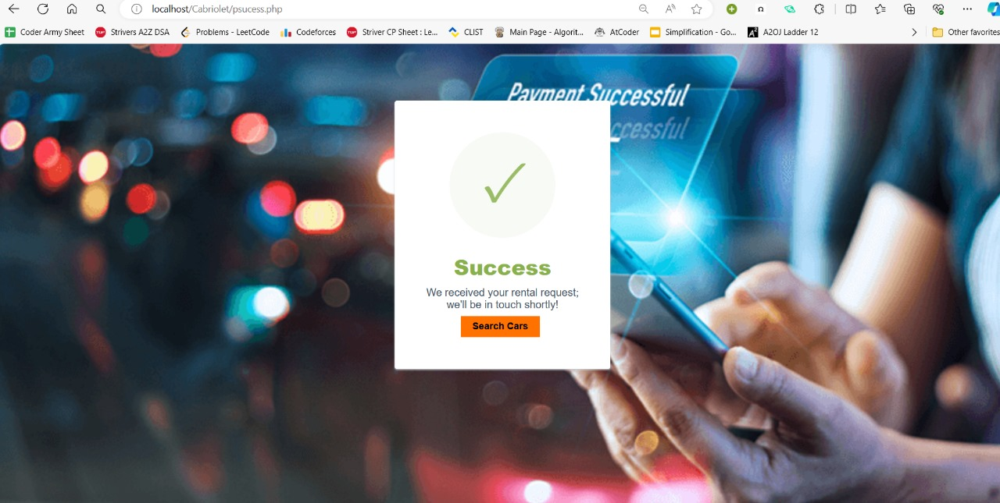 localhost/Cabriolet/psucess.php
Coder Army Sheet
Strivers A2Z DSA
Problems - LeetCode
Codeforces
Striver CP Sheet : Le...
CLIST
Main Page - Algorit...
AtCoder
Simplification - Go...
A2OJ Ladder 12
Other favorites
Payment Successful
Successful
✓
Success
We received your rental request;
we'll be in touch shortly!
Search Cars